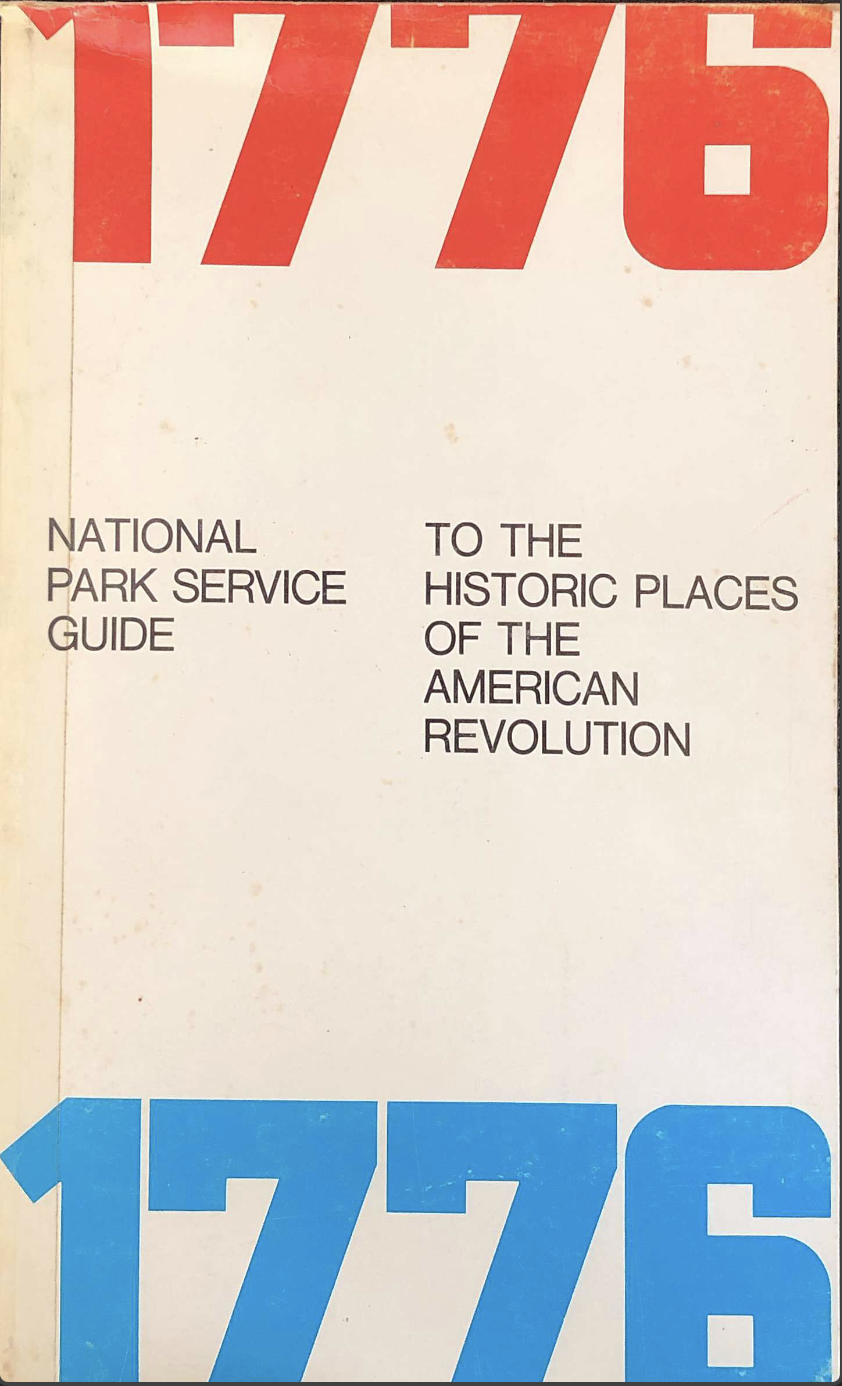 1776
NATIONAL
PARK SERVICE
GUIDE
TO THE
HISTORIC PLACES
OF THE
AMERICAN
REVOLUTION
1776